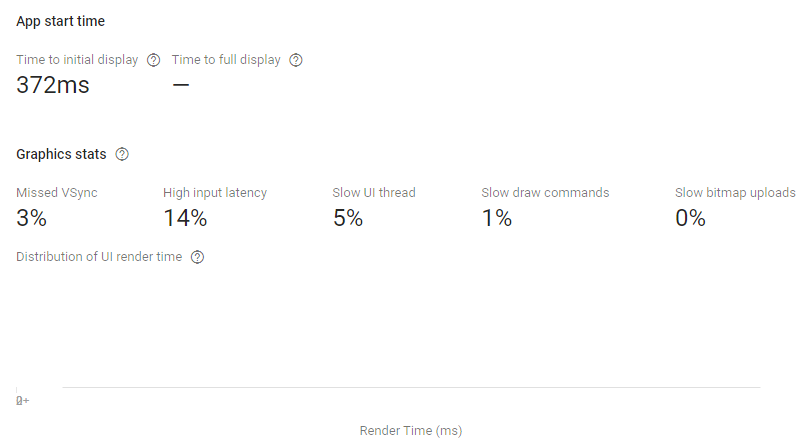 App start time
Time to initial display Time to full display
372ms —
Graphics stats
Missed VSync High input latency Slow UI thread Slow draw commands Slow bitmap uploads
3% 14% 5% 1% 0%
Distribution of UI render time
Render Time (ms)